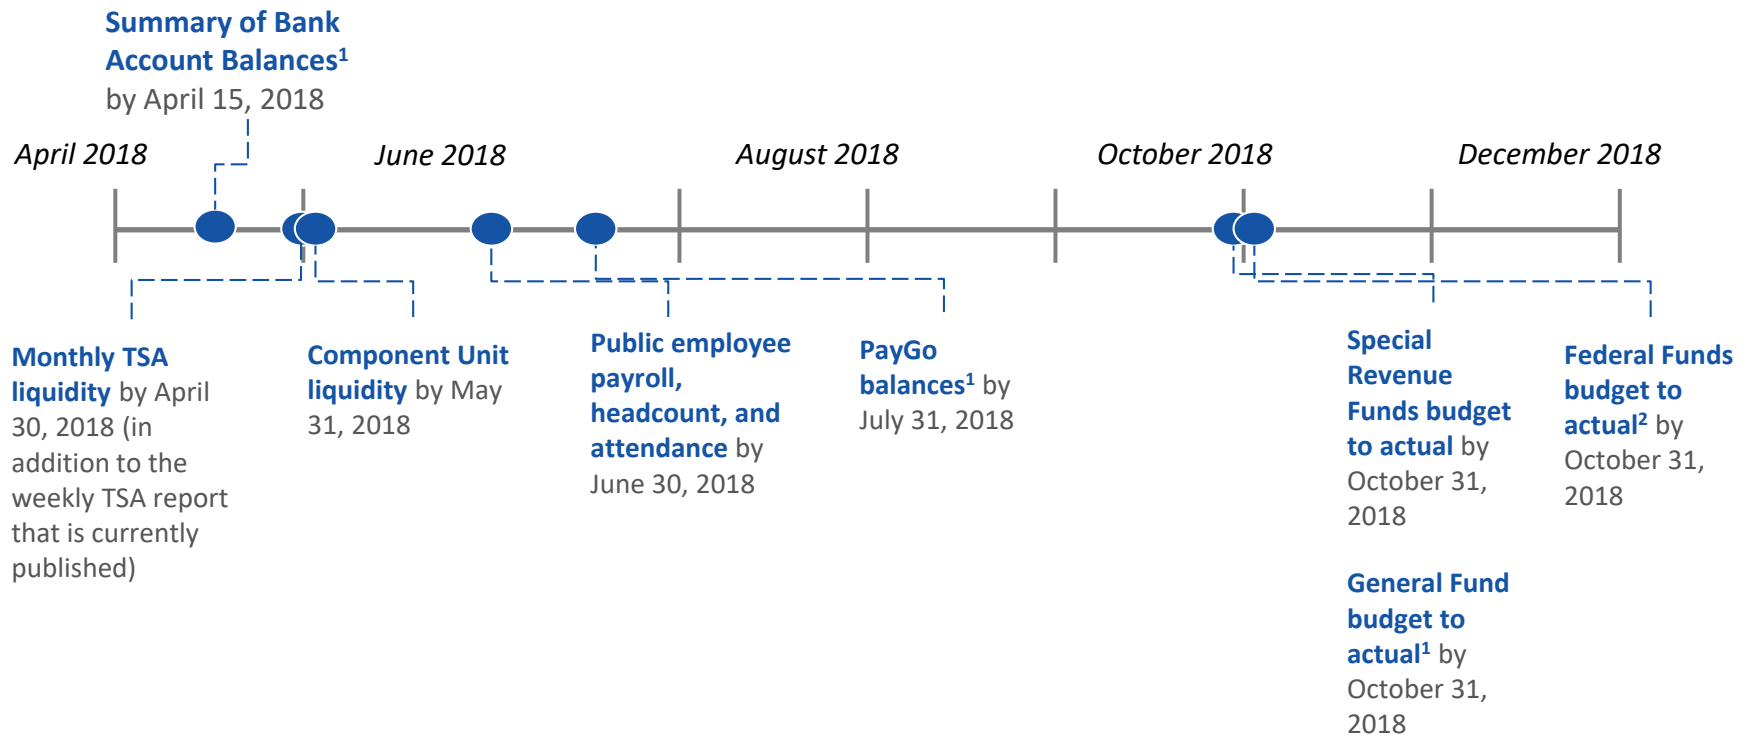 Summary of Bank
Account Balances¹
by April 15, 2018
April 2018
June 2018
August 2018
October 2018
December 2018
Monthly TSA
liquidity by April
30, 2018 (in
addition to the
weekly TSA report
that is currently
published)
Component Unit
liquidity by May
31, 2018
Public employee
payroll,
headcount, and
attendance by
June 30, 2018
PayGo
balances¹ by
July 31, 2018
Special
Revenue
Funds budget
to actual by
October 31,
2018
General Fund
budget to
actual¹ by
October 31,
2018
Federal Funds
budget to
actual² by
October 31,
2018